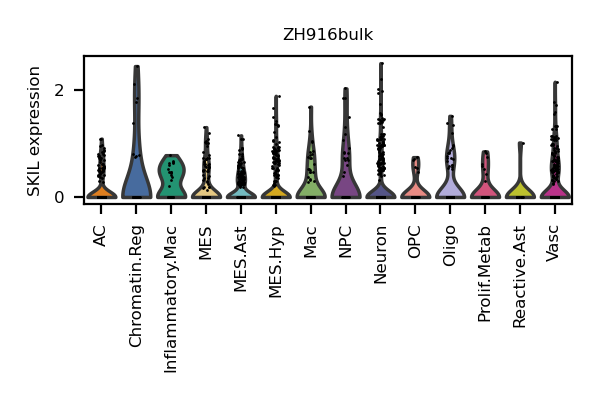 ZH916bulk
SKIL expression
2
0
AC
Chromatin.Reg
Inflammatory.Mac
MES
MES.Ast
MES.Hyp
Mac
NPC
Neuron
OPC
Oligo
Prolif.Metab
Reactive.Ast
Vasc